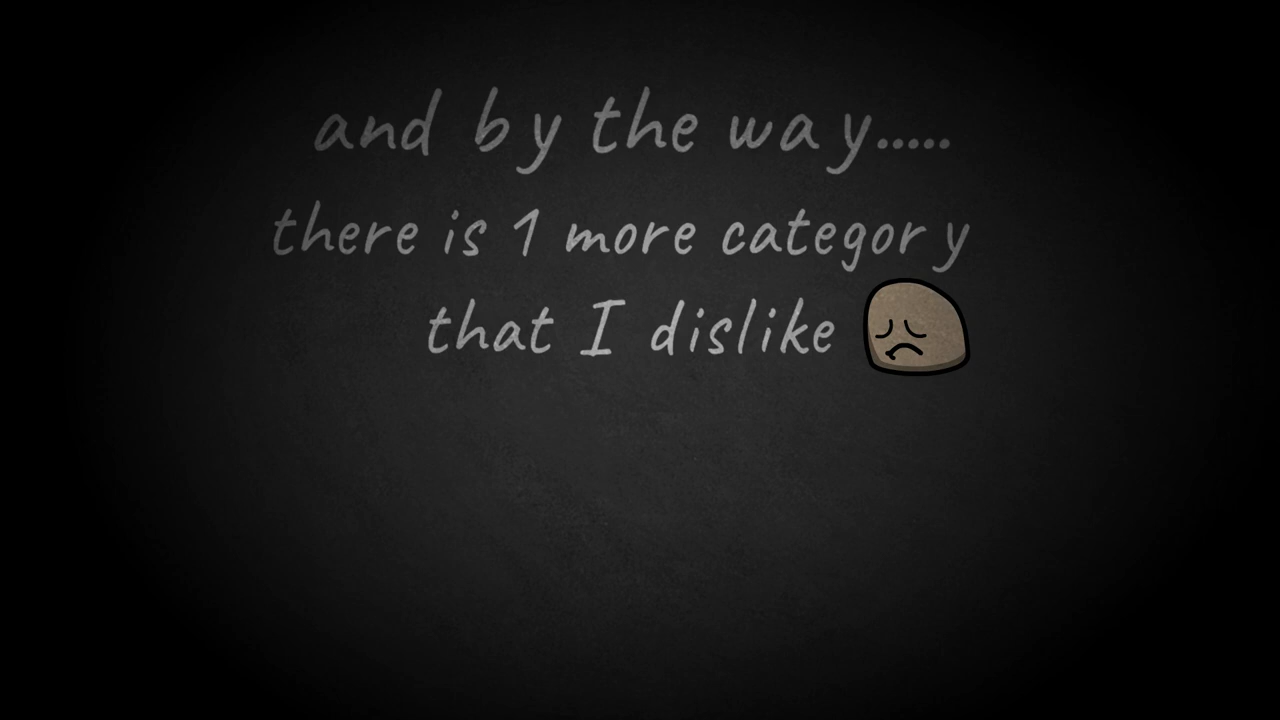 and by the way.....
there is 1 more category
that I dislike